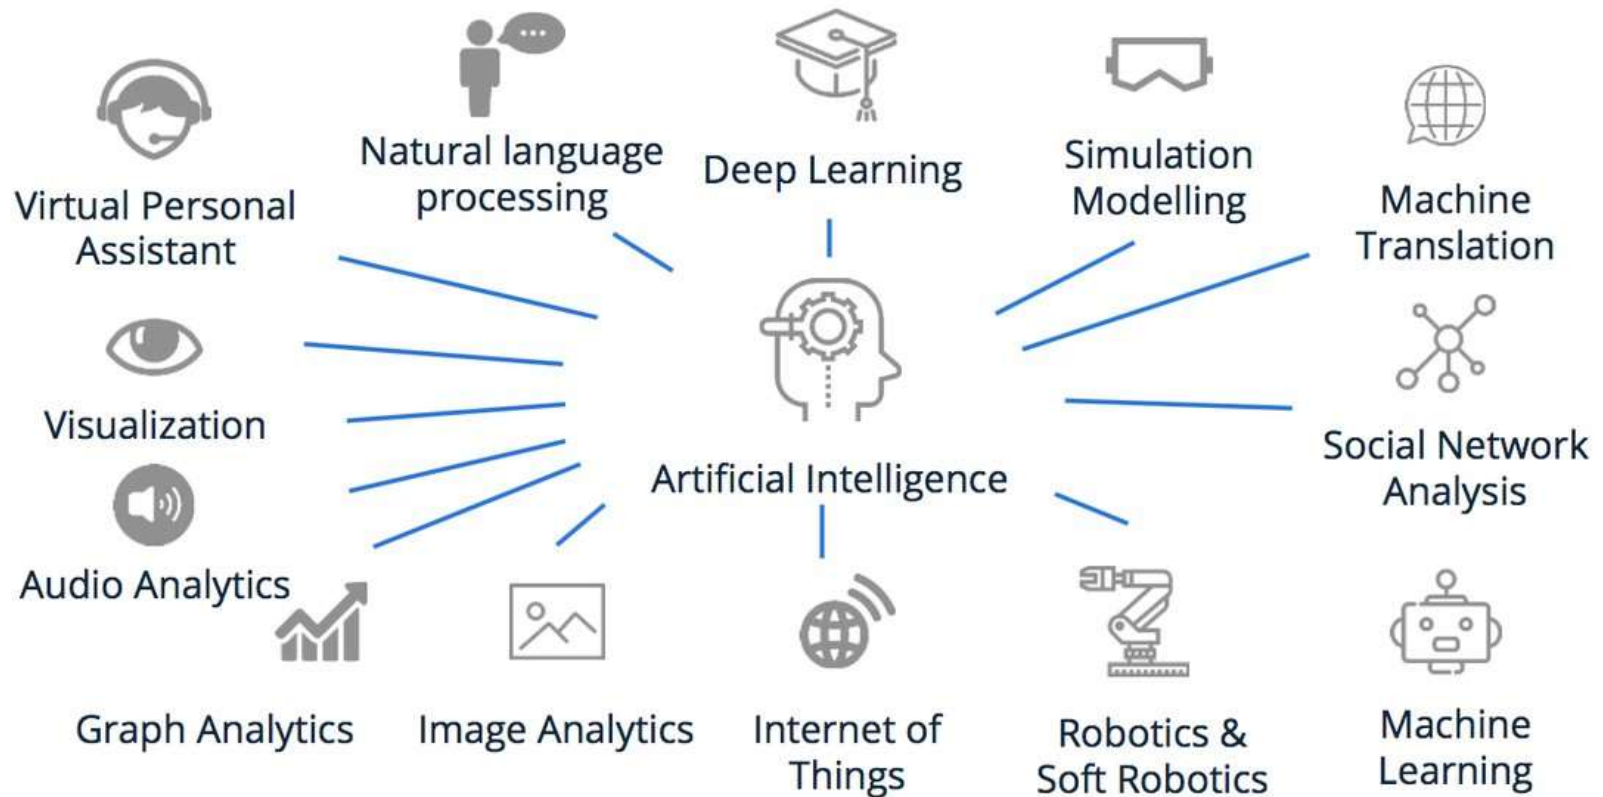 Natural language
processing
Deep Learning
Simulation
Modelling
Virtual Personal
Assistant
Machine
Translation
Visualization
Artificial Intelligence
Social Network
Analysis
Audio Analytics
Graph Analytics
Image Analytics
Internet of
Things
Robotics &
Soft Robotics
Machine
Learning